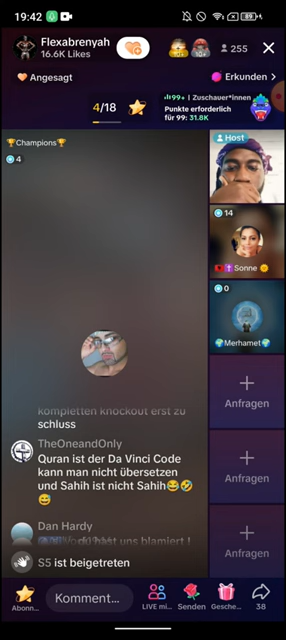 19:42
89
Flexabrenyah
16.6K Likes
255
Angesagt
Erkunden >
4/18
99+ | Zuschauer*innen
Punkte erforderlich
für 99: 31.8K
🏆Champions🏆
4
Host
14
🇦🇱✝️ Sonne 🌞
0
🌍Merhamet🌍
Anfragen
Anfragen
Anfragen
kompletten knockout erst zu
schluss
TheOneandOnly
Quran ist der Da Vinci Code
kann man nicht übersetzen
und Sahih ist nicht Sahih😂🤣
😅
Dan Hardy
du hast uns blamiert !
S5 ist beigetreten
Abonn...
Kommentar...
LIVE mi...
Senden
Gesche...
38